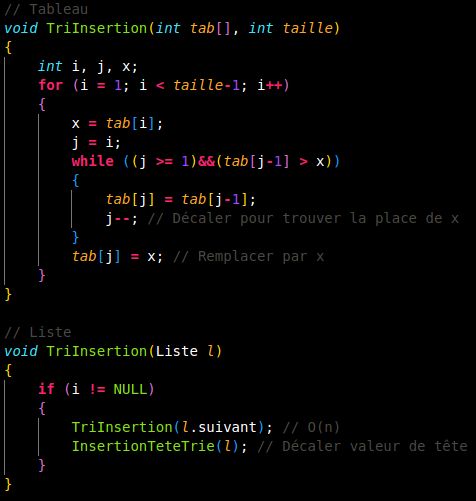 // Tableau
void TriInsertion(int tab[], int taille)
{
int i, j, x;
for (i = 1; i < taille-1; i++)
{
x = tab[i];
j = i;
while ((j >= 1)&&(tab[j-1] > x))
{
tab[j] = tab[j-1];
j--; // Décaler pour trouver la place de x
}
tab[j] = x; // Remplacer par x
}
}
// Liste
void TriInsertion(Liste l)
{
if (i != NULL)
{
TriInsertion(l.suivant); // O(n)
InsertionTeteTrie(l); // Décaler valeur de tête
}
}